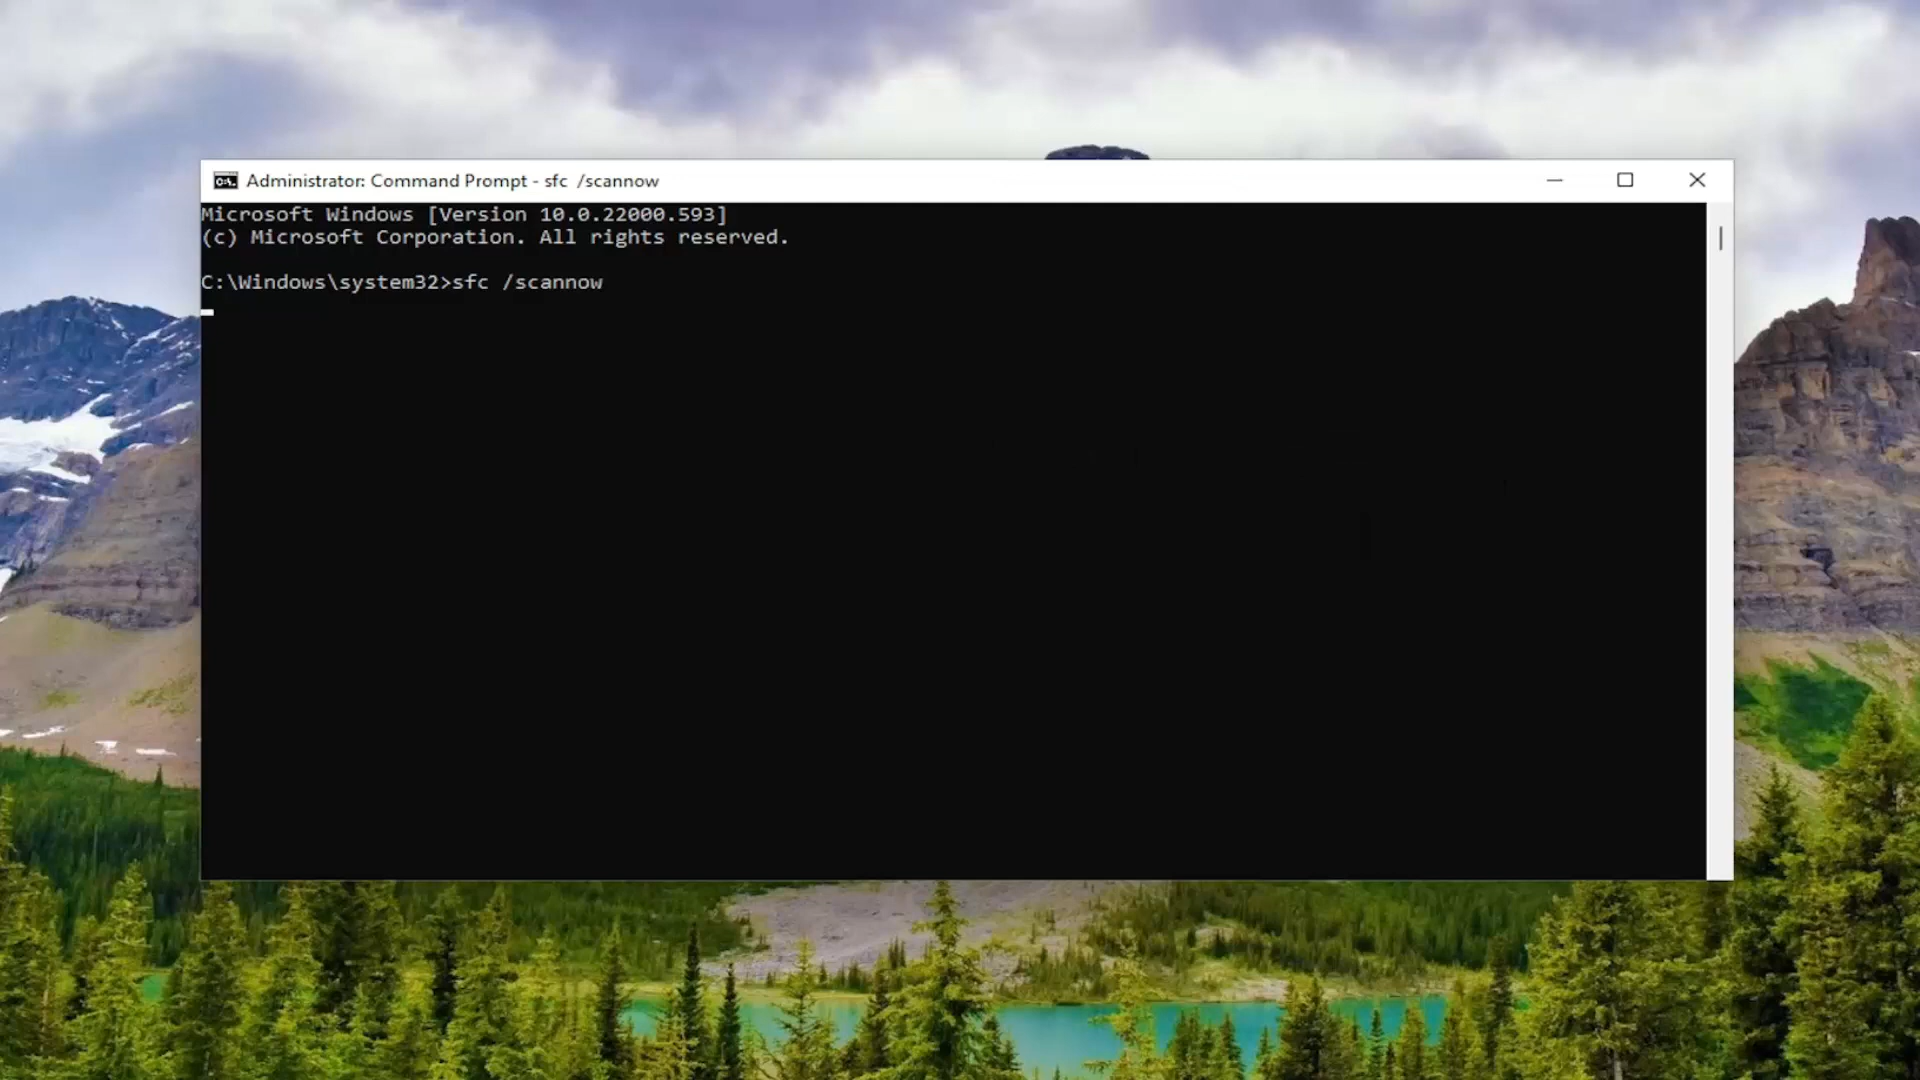 Administrator: Command Prompt - sfc  /scannow
Microsoft Windows [Version 10.0.22000.593]
(c) Microsoft Corporation. All rights reserved.
C:\Windows\system32>sfc /scannow